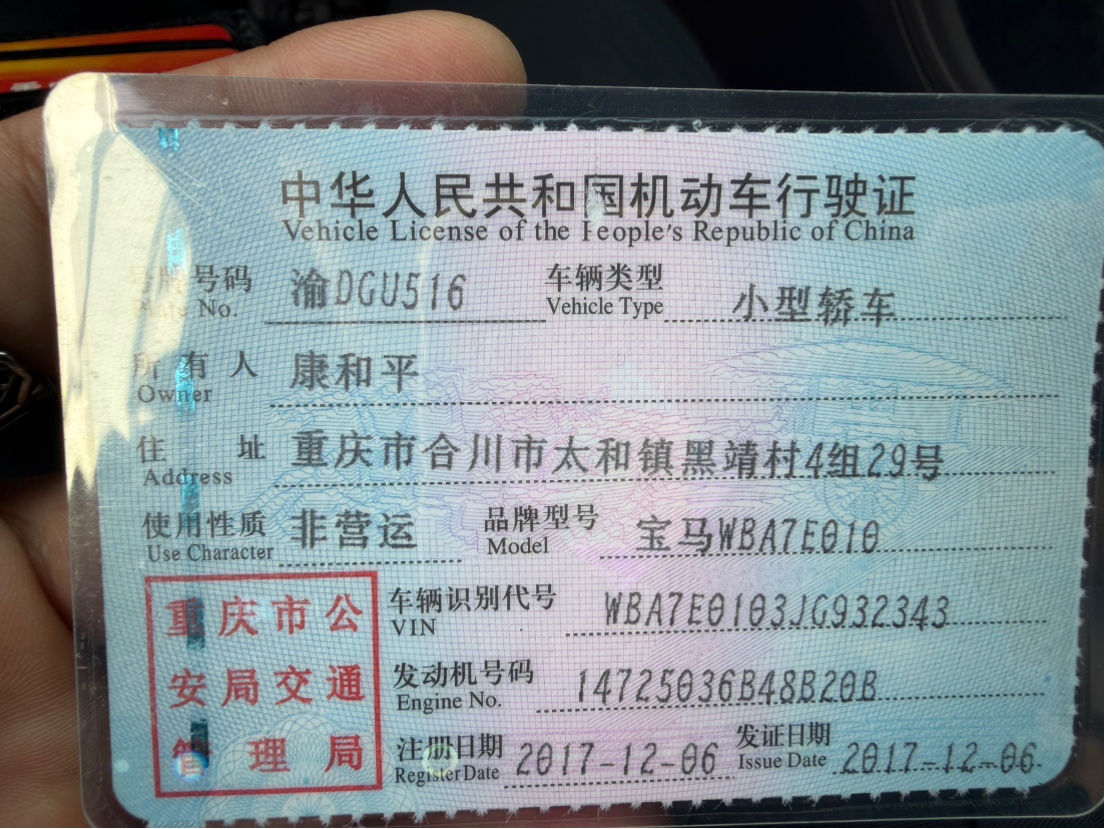 中华人民共和国机动车行驶证
Vehicle License of the People's Republic of China
号牌号码 渝DGU516 车辆类型 小型轿车
Plate No. Vehicle Type
所有人 康和平
Owner
住址 重庆市合川市太和镇黑靖村4组29号
Address
使用性质 非营运 品牌型号 宝马WBA7E010
Use Character Model
重庆市公
安局交通
管理局
车辆识别代号 WBA7E0103JG932343
VIN
发动机号码 14725036B48B20B
Engine No.
注册日期 2017-12-06 发证日期 2017-12-06
Register Date Issue Date